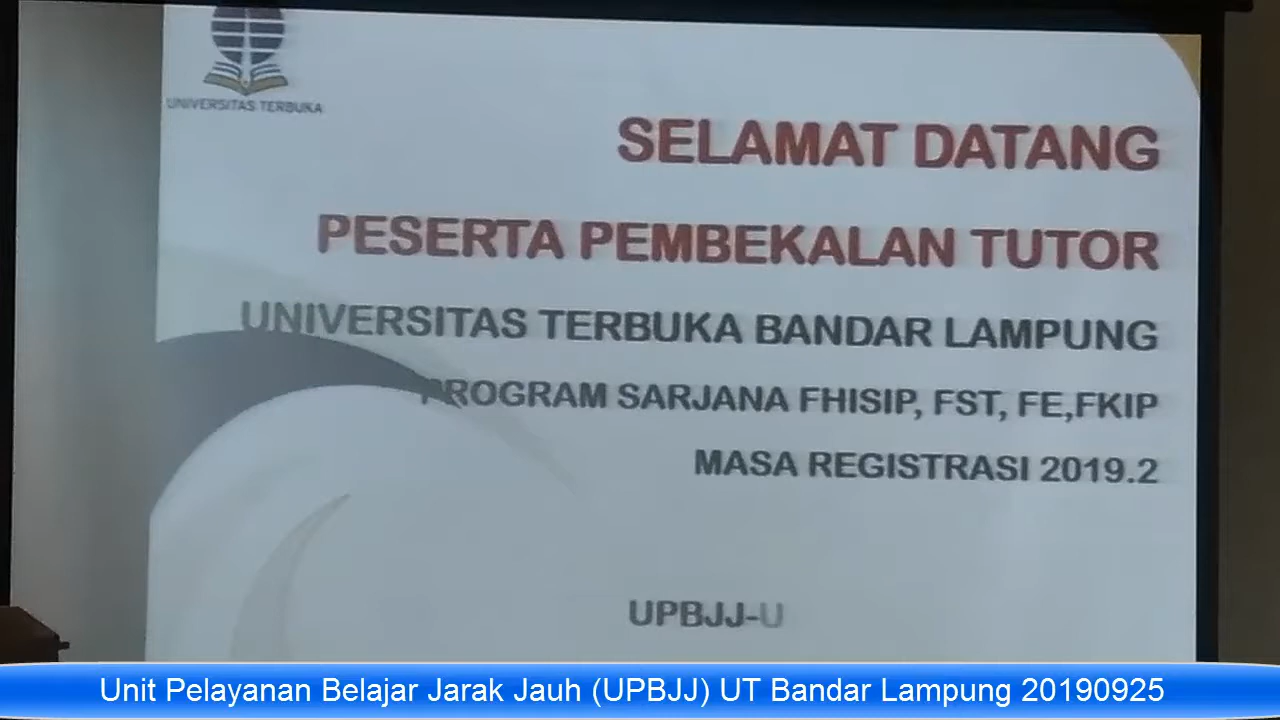 UNIVERSITAS TERBUKA
SELAMAT DATANG
PESERTA PEMBEKALAN TUTOR
UNIVERSITAS TERBUKA BANDAR LAMPUNG
PROGRAM SARJANA FHISIP, FST, FE,FKIP
MASA REGISTRASI 2019.2
UPBJJ-U
Unit Pelayanan Belajar Jarak Jauh (UPBJJ) UT Bandar Lampung 20190925